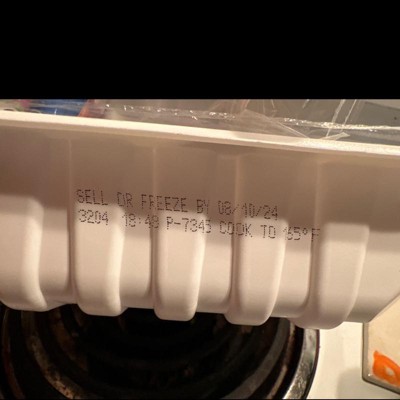 SELL OR FREEZE BY 08/10/24
3204 18:48 P-7345 COOK TO 165°F